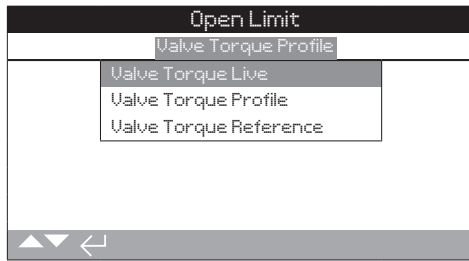 Open Limit
Valve Torque Profile
Valve Torque Live
Valve Torque Profile
Valve Torque Reference